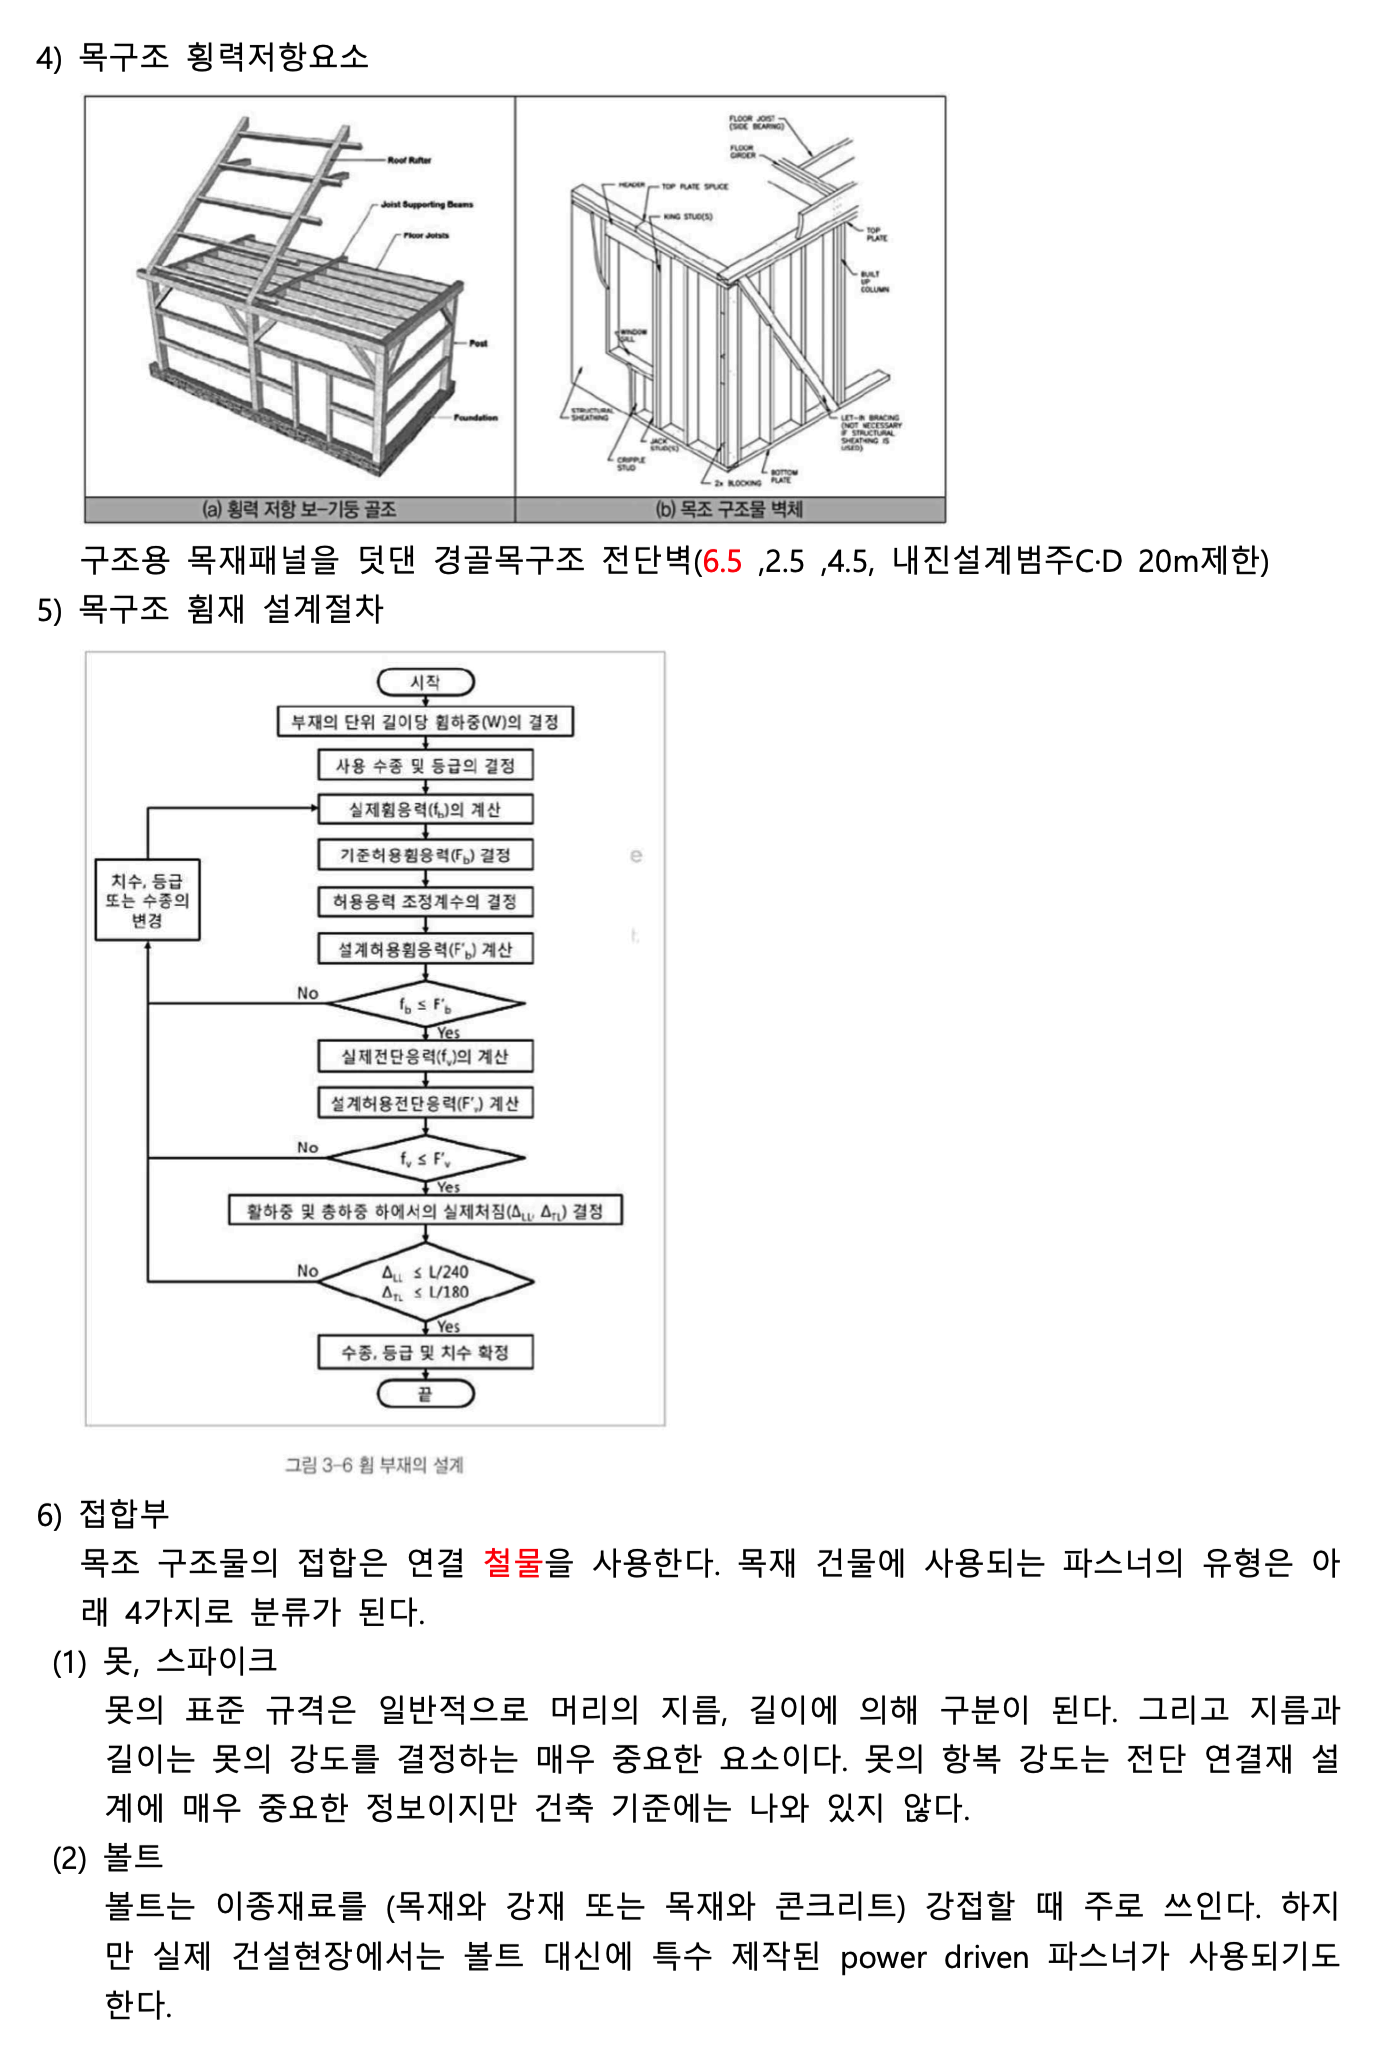 4) 목구조 횡력저항요소
Roof Rafter
Joist Supporting Beams
Floor Joists
Post
Foundation
FLOOR JOIST
(SIDE BEARING)
FLOOR
GIRDER
HEADER
TOP PLATE SPLICE
KING STUD(S)
TOP
PLATE
BUILT
UP
COLUMN
WINDOW
SILL
STRUCTURAL
SHEATHING
JACK
STUD(S)
CRIPPLE
STUD
2x BLOCKING
BOTTOM
PLATE
LET-IN BRACING
(NOT NECESSARY
IF STRUCTURAL
SHEATHING IS
USED)
(a) 횡력 저항 보-기둥 골조
(b) 목조 구조물 벽체
구조용 목재패널을 덧댄 경골목구조 전단벽(6.5 ,2.5 ,4.5, 내진설계범주C·D 20m제한)
5) 목구조 휨재 설계절차
시작
부재의 단위 길이당 휨하중(W)의 결정
사용 수종 및 등급의 결정
실제휨응력(fb)의 계산
기준허용휨응력(Fb) 결정
허용응력 조정계수의 결정
설계허용휨응력(F'b) 계산
치수, 등급
또는 수종의
변경
No
fb ≤ F'b
Yes
실제전단응력(fv)의 계산
설계허용전단응력(F'v) 계산
No
fv ≤ F'v
Yes
활하중 및 총하중 하에서의 실제처짐(ΔLL, ΔTL) 결정
No
ΔLL ≤ L/240
ΔTL ≤ L/180
Yes
수종, 등급 및 치수 확정
끝
e
그림 3-6 휨 부재의 설계
6) 접합부
목조 구조물의 접합은 연결 철물을 사용한다. 목재 건물에 사용되는 파스너의 유형은 아
래 4가지로 분류가 된다.
(1) 못, 스파이크
못의 표준 규격은 일반적으로 머리의 지름, 길이에 의해 구분이 된다. 그리고 지름과
길이는 못의 강도를 결정하는 매우 중요한 요소이다. 못의 항복 강도는 전단 연결재 설
계에 매우 중요한 정보이지만 건축 기준에는 나와 있지 않다.
(2) 볼트
볼트는 이종재료를 (목재와 강재 또는 목재와 콘크리트) 강접할 때 주로 쓰인다. 하지
만 실제 건설현장에서는 볼트 대신에 특수 제작된 power driven 파스너가 사용되기도
한다.